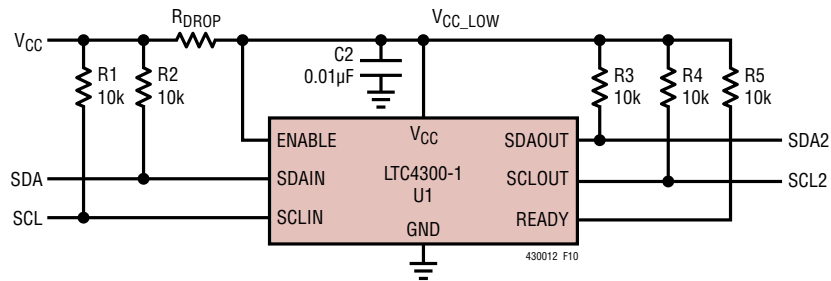 RDROP
VCC_LOW
VCC
R1
10k
R2
10k
C2
0.01µF
R3
10k
R4
10k
R5
10k
ENABLE
VCC
SDAOUT
SDA2
SDA
SDAIN
LTC4300-1
U1
SCLOUT
SCL2
SCL
SCLIN
GND
READY
430012 F10